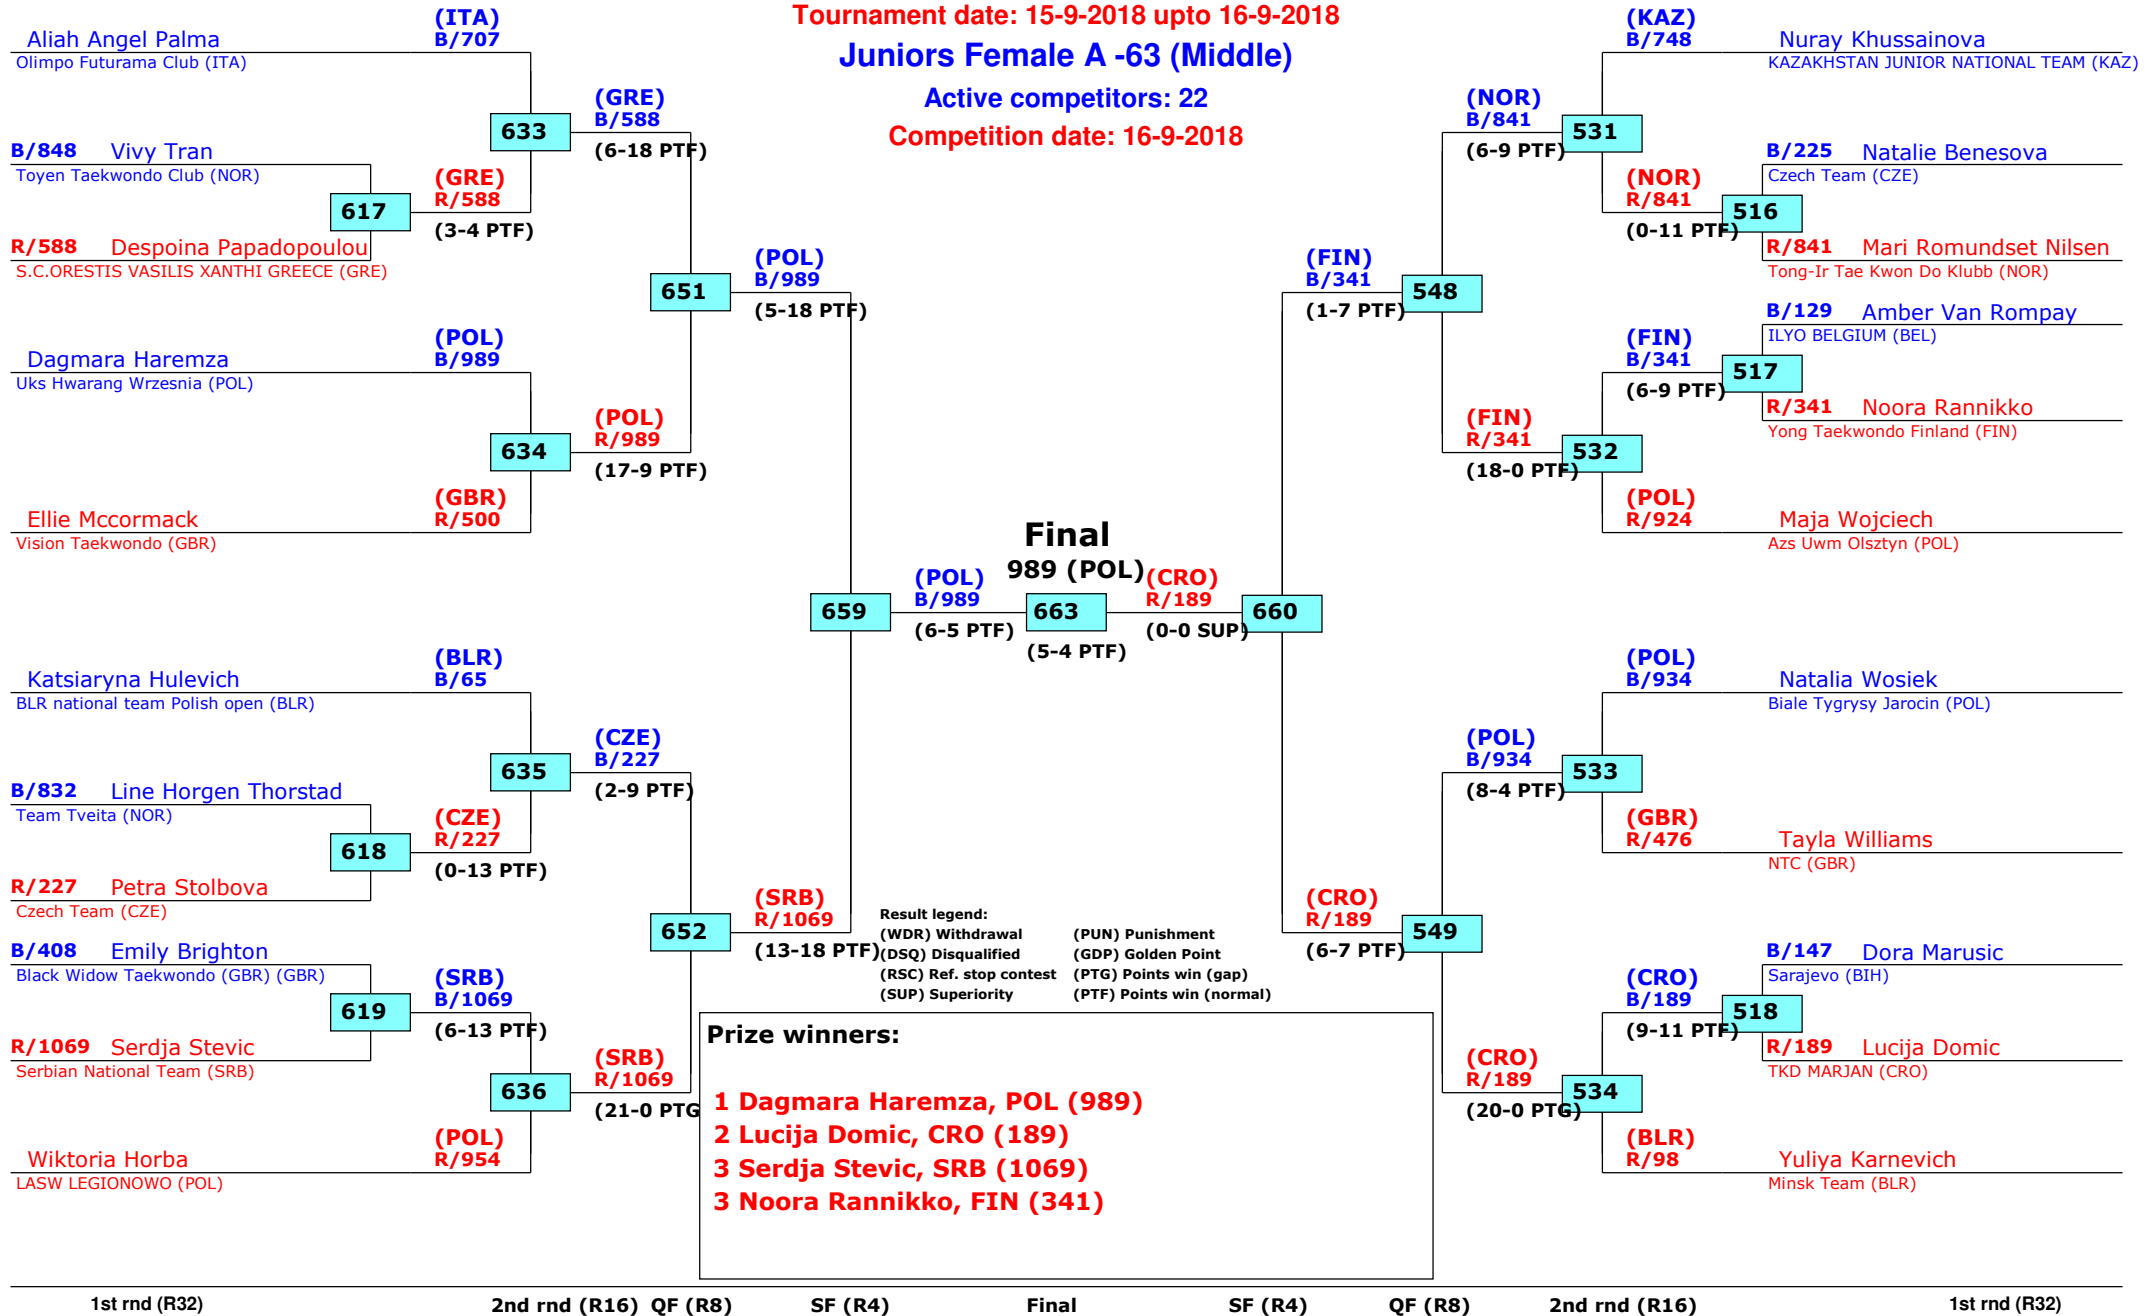 Tournament date: 15-9-2018 upto 16-9-2018
Juniors Female A -63 (Middle)
Active competitors: 22
Competition date: 16-9-2018
(ITA)
Aliah Angel Palma B/707
Olimpo Futurama Club (ITA)
(GRE)
B/588
633
(6-18 PTF)
B/848 Vivy Tran
Toyen Taekwondo Club (NOR)
(GRE)
R/588
617
(3-4 PTF)
R/588 Despoina Papadopoulou
S.C.ORESTIS VASILIS XANTHI GREECE (GRE)
(POL)
B/989
651
(5-18 PTF)
(POL)
Dagmara Haremza B/989
Uks Hwarang Wrzesnia (POL)
(POL)
R/989
634
(17-9 PTF)
(GBR)
Ellie Mccormack R/500
Vision Taekwondo (GBR)
Final
989 (POL)
(POL)
B/989
659
(6-5 PTF)
663
(5-4 PTF)
(CRO)
R/189
660
(0-0 SUP)
(BLR)
Katsiaryna Hulevich B/65
BLR national team Polish open (BLR)
(CZE)
B/227
635
(2-9 PTF)
B/832 Line Horgen Thorstad
Team Tveita (NOR)
(CZE)
R/227
618
(0-13 PTF)
R/227 Petra Stolbova
Czech Team (CZE)
(SRB)
R/1069
652
(13-18 PTF)
B/408 Emily Brighton
Black Widow Taekwondo (GBR) (GBR)
(SRB)
B/1069
619
(6-13 PTF)
R/1069 Serdja Stevic
Serbian National Team (SRB)
(SRB)
R/1069
636
(21-0 PTG
(POL)
Wiktoria Horba R/954
LASW LEGIONOWO (POL)
(KAZ)
B/748 Nuray Khussainova
KAZAKHSTAN JUNIOR NATIONAL TEAM (KAZ)
(NOR)
B/841
531
(6-9 PTF)
B/225 Natalie Benesova
Czech Team (CZE)
(NOR)
R/841
516
(0-11 PTF)
R/841 Mari Romundset Nilsen
Tong-Ir Tae Kwon Do Klubb (NOR)
(FIN)
B/341
548
(1-7 PTF)
B/129 Amber Van Rompay
ILYO BELGIUM (BEL)
(FIN)
B/341
517
(6-9 PTF)
R/341 Noora Rannikko
Yong Taekwondo Finland (FIN)
(FIN)
R/341
532
(18-0 PTF)
(POL)
R/924 Maja Wojciech
Azs Uwm Olsztyn (POL)
(POL)
B/934 Natalia Wosiek
Biale Tygrysy Jarocin (POL)
(POL)
B/934
533
(8-4 PTF)
(GBR)
R/476 Tayla Williams
NTC (GBR)
(CRO)
R/189
549
(6-7 PTF)
B/147 Dora Marusic
Sarajevo (BIH)
(CRO)
B/189
518
(9-11 PTF)
R/189 Lucija Domic
TKD MARJAN (CRO)
(CRO)
R/189
534
(20-0 PTG)
(BLR)
R/98 Yuliya Karnevich
Minsk Team (BLR)
Result legend:
(WDR) Withdrawal (PUN) Punishment
(DSQ) Disqualified (GDP) Golden Point
(RSC) Ref. stop contest (PTG) Points win (gap)
(SUP) Superiority (PTF) Points win (normal)
Prize winners:
1 Dagmara Haremza, POL (989)
2 Lucija Domic, CRO (189)
3 Serdja Stevic, SRB (1069)
3 Noora Rannikko, FIN (341)
1st rnd (R32) 2nd rnd (R16) QF (R8) SF (R4) Final SF (R4) QF (R8) 2nd rnd (R16) 1st rnd (R32)